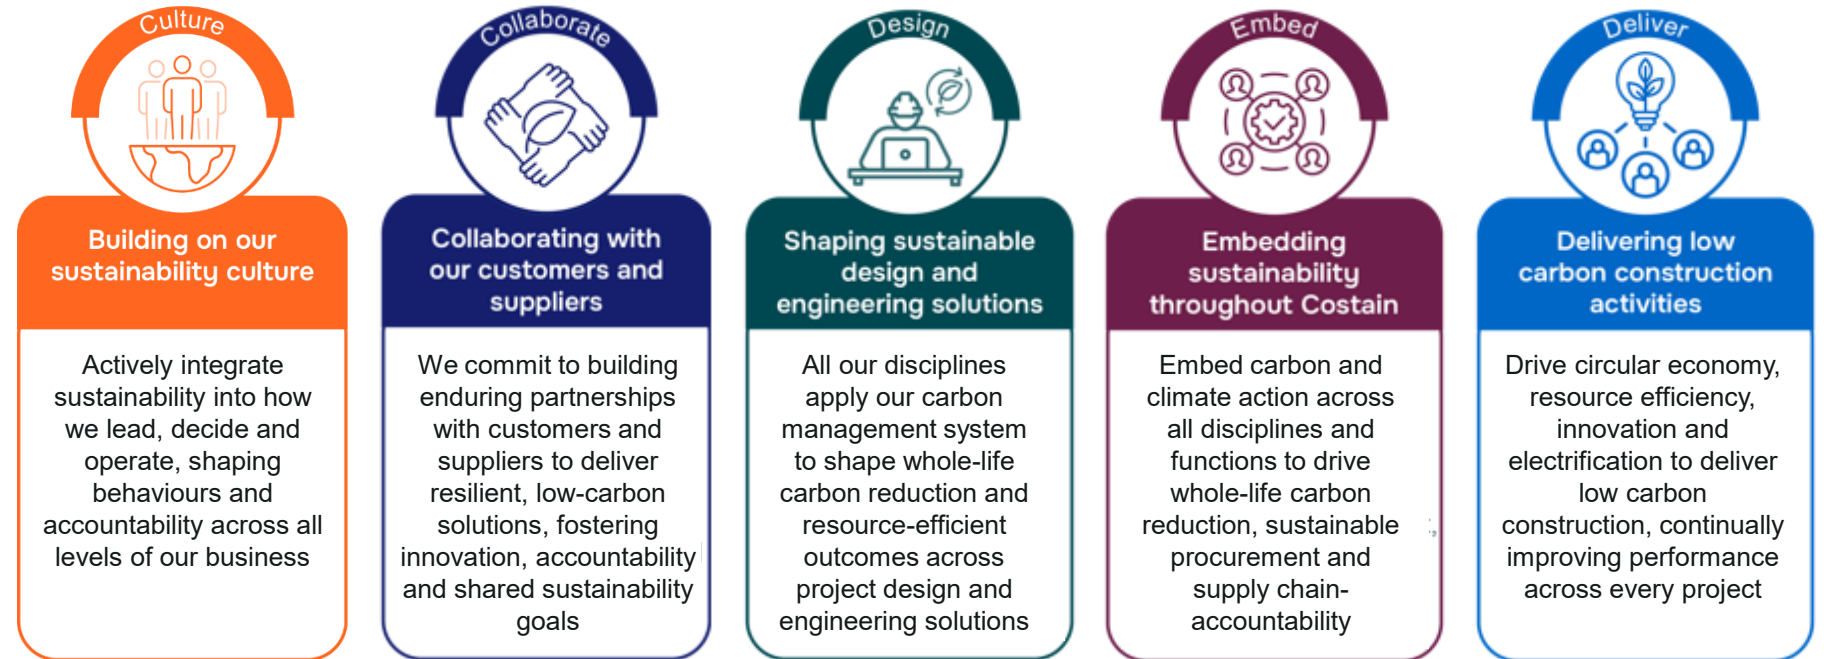 Culture
Building on our
sustainability culture
Actively integrate
sustainability into how
we lead, decide and
operate, shaping
behaviours and
accountability across all
levels of our business
Collaborate
Collaborating with
our customers and
suppliers
We commit to building
enduring partnerships
with customers and
suppliers to deliver
resilient, low-carbon
solutions, fostering
innovation, accountability
and shared sustainability
goals
Design
Shaping sustainable
design and
engineering solutions
All our disciplines
apply our carbon
management system
to shape whole-life
carbon reduction and
resource-efficient
outcomes across
project design and
engineering solutions
Embed
Embedding
sustainability
throughout Costain
Embed carbon and
climate action across
all disciplines and
functions to drive
whole-life carbon
reduction, sustainable
procurement and
supply chain-
accountability
Deliver
Delivering low
carbon construction
activities
Drive circular economy,
resource efficiency,
innovation and
electrification to deliver
low carbon
construction, continually
improving performance
across every project